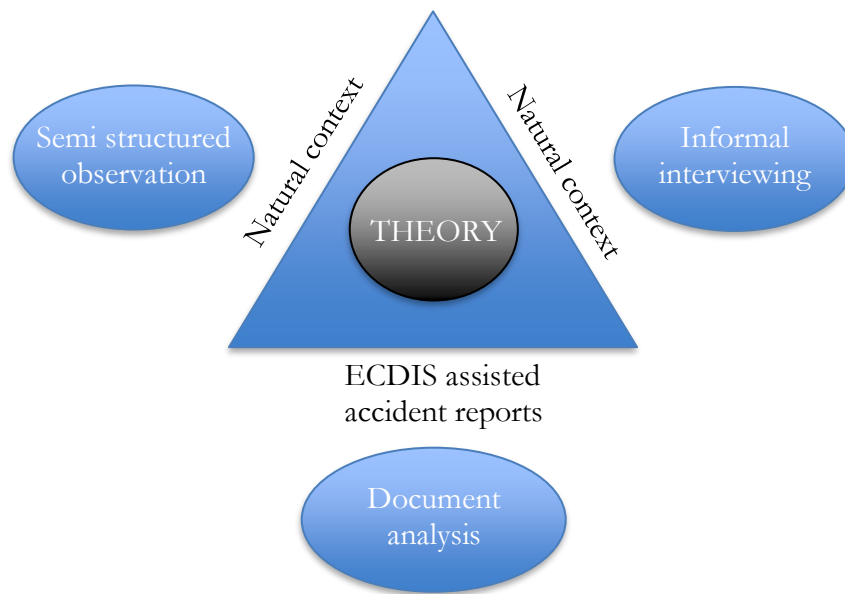 Semi structured
observation
Natural context
THEORY
Natural context
Informal
interviewing
ECDIS assisted
accident reports
Document
analysis